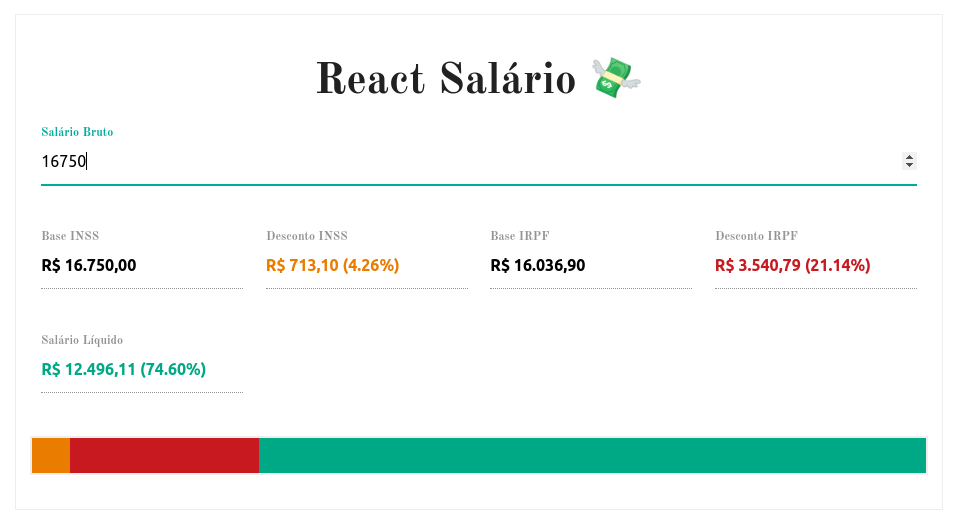 React Salário 💸
Salário Bruto
16750
Base INSS
R$ 16.750,00
Desconto INSS
R$ 713,10 (4.26%)
Base IRPF
R$ 16.036,90
Desconto IRPF
R$ 3.540,79 (21.14%)
Salário Líquido
R$ 12.496,11 (74.60%)